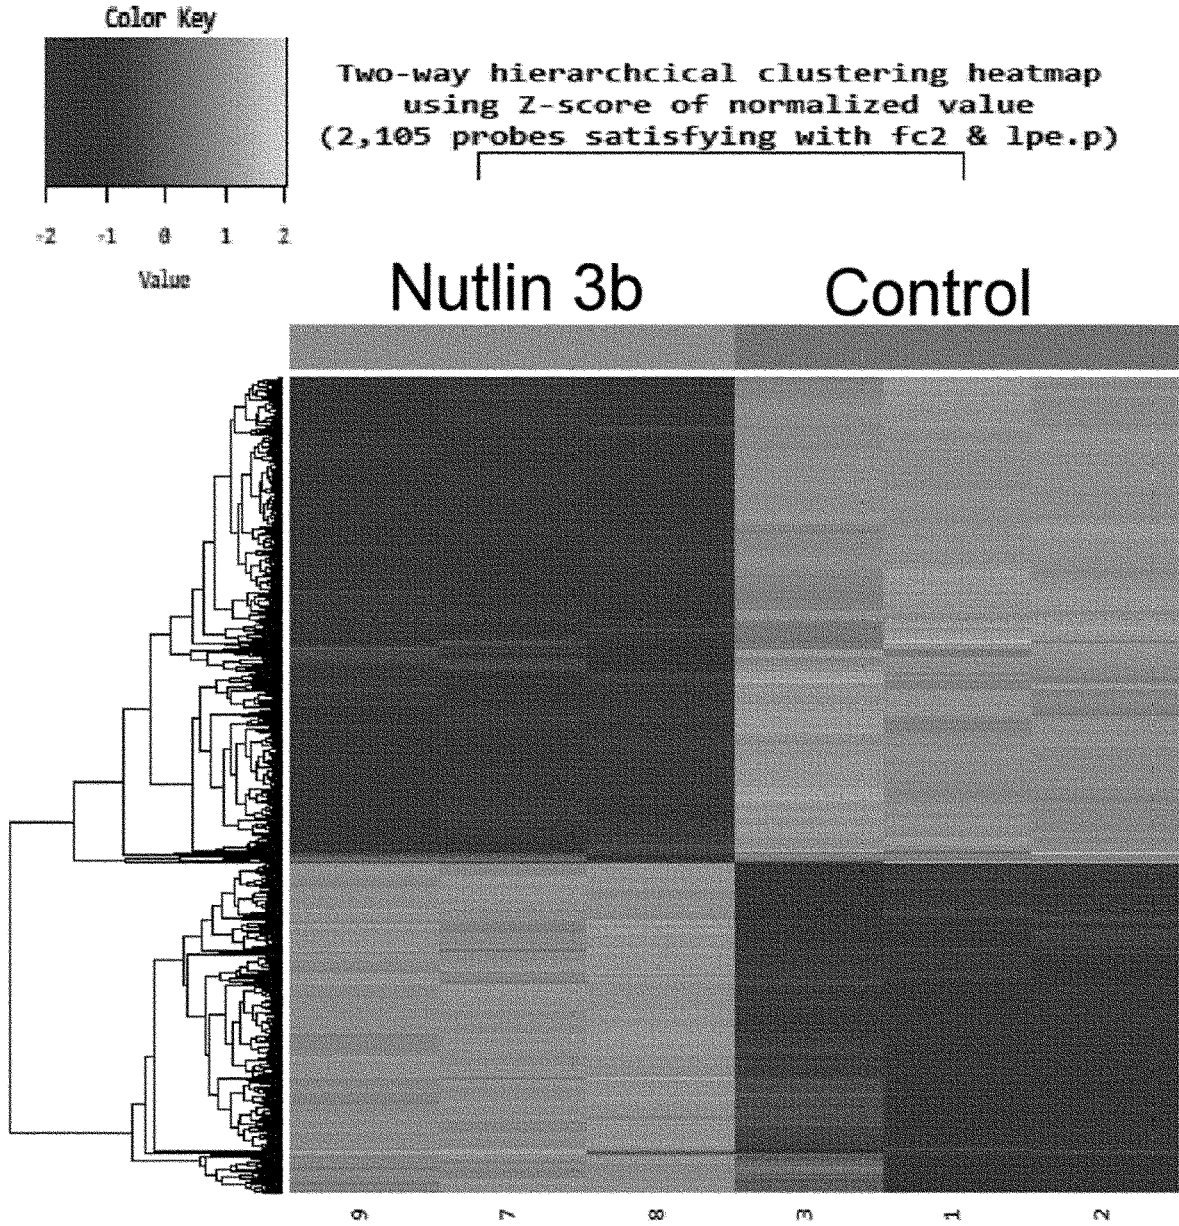 Color Key
Two-way hierarchcical clustering heatmap
using Z-score of normalized value
(2,105 probes satisfying with fc2 & lpe.p)
-2 -1 0 1 2
Value
Nutlin 3b Control
9 7 8 3 1 2